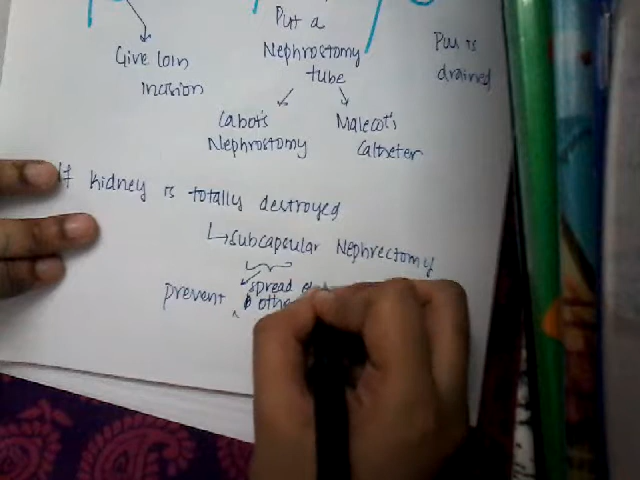 Put a
Give loin
incision
Nephrostomy
tube
Pus is
drained
Cabot's
Nephrostomy
Malecot's
Catheter
If kidney is totally destroyed
↳ subcapsular Nephrectomy
prevent spread